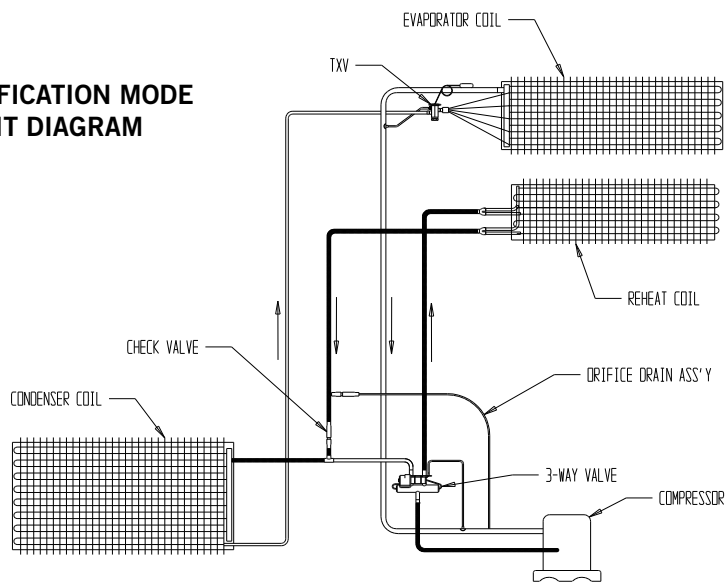 EVAPORATOR COIL
TXV
FICATION MODE
IT DIAGRAM
REHEAT COIL
CHECK VALVE
ORIFICE DRAIN ASS'Y
CONDENSER COIL
3-WAY VALVE
COMPRESSOR